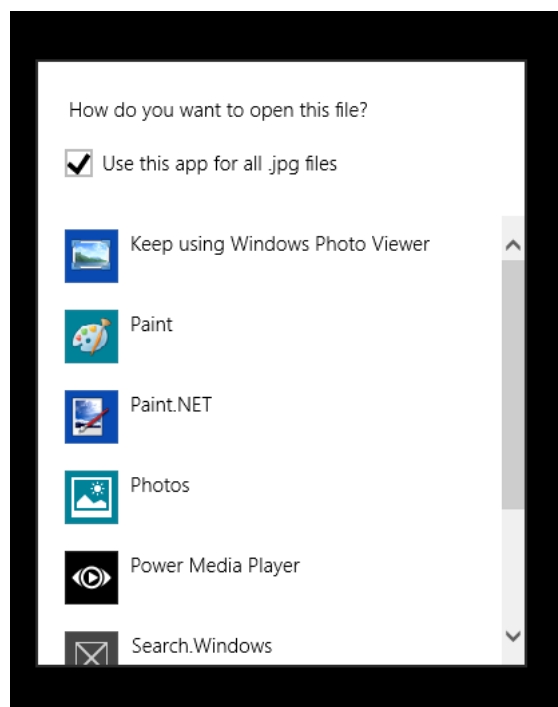 How do you want to open this file?
Use this app for all .jpg files
Keep using Windows Photo Viewer
Paint
Paint.NET
Photos
Power Media Player
Search.Windows